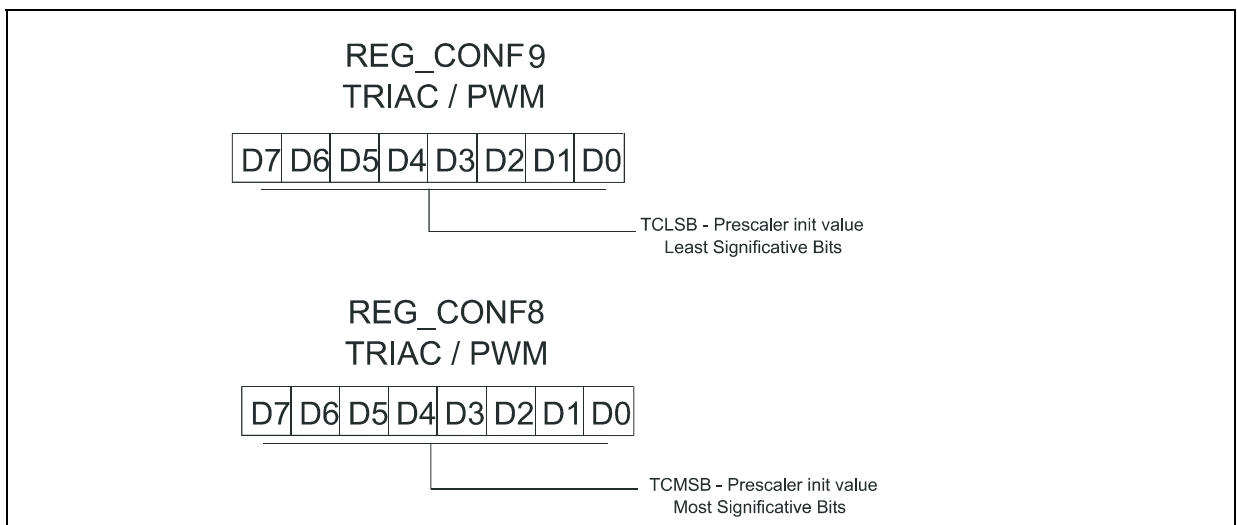 REG_CONF9
TRIAC / PWM
D7 D6 D5 D4 D3 D2 D1 D0
TCLSB - Prescaler init value
Least Significative Bits
REG_CONF8
TRIAC / PWM
D7 D6 D5 D4 D3 D2 D1 D0
TCMSB - Prescaler init value
Most Significative Bits